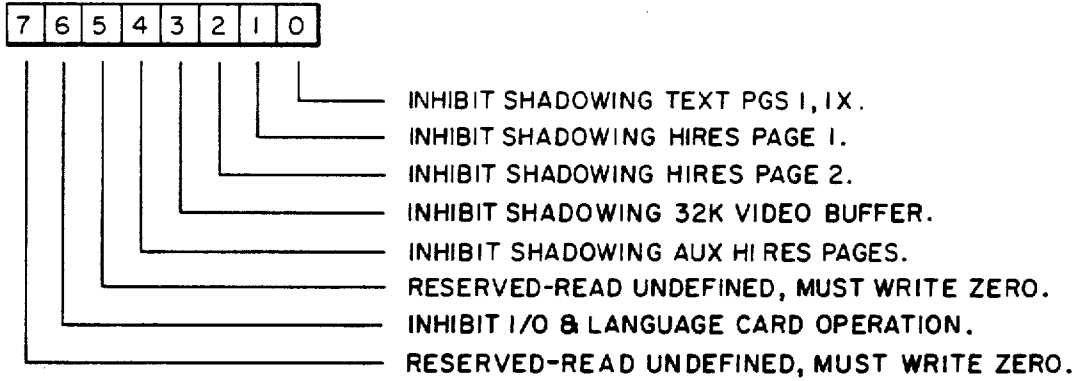 7 6 5 4 3 2 1 0
INHIBIT SHADOWING TEXT PGS 1, 1X.
INHIBIT SHADOWING HIRES PAGE 1.
INHIBIT SHADOWING HIRES PAGE 2.
INHIBIT SHADOWING 32K VIDEO BUFFER.
INHIBIT SHADOWING AUX HIRES PAGES.
RESERVED-READ UNDEFINED, MUST WRITE ZERO.
INHIBIT I/O & LANGUAGE CARD OPERATION.
RESERVED-READ UNDEFINED, MUST WRITE ZERO.